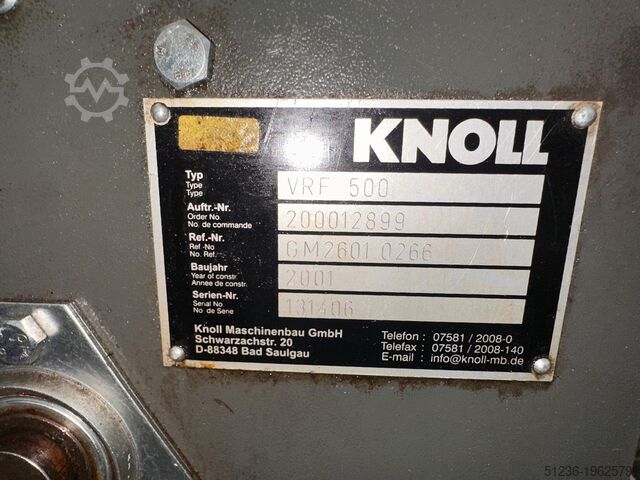 KNOLL
Typ
Type
Type
VRF 500
Auftr.-Nr.
Order No.
No. de commande
200012899
Ref.-Nr.
Ref.-No
No. Ref.
GM2601.0266
Baujahr
Year of constr.
Année de constr.
2001
Serien-Nr.
Serial No
No de Serie
131406
Knoll Maschinenbau GmbH
Schwarzachstr. 20
D-88348 Bad Saulgau
Telefon : 07581 / 2008-0
Telefax : 07581 / 2008-140
E-mail : info@knoll-mb.de